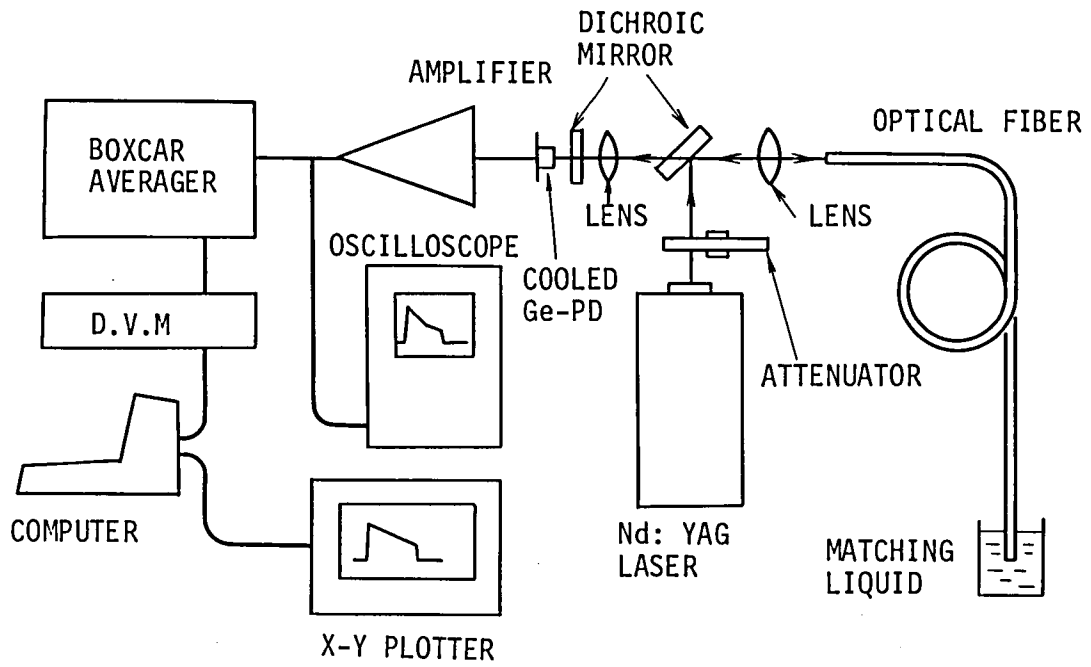 DICHROIC
MIRROR
AMPLIFIER
OPTICAL FIBER
BOXCAR
AVERAGER
LENS
LENS
OSCILLOSCOPE
COOLED
Ge-PD
D.V.M
ATTENUATOR
COMPUTER
Nd: YAG
LASER
MATCHING
LIQUID
X-Y PLOTTER